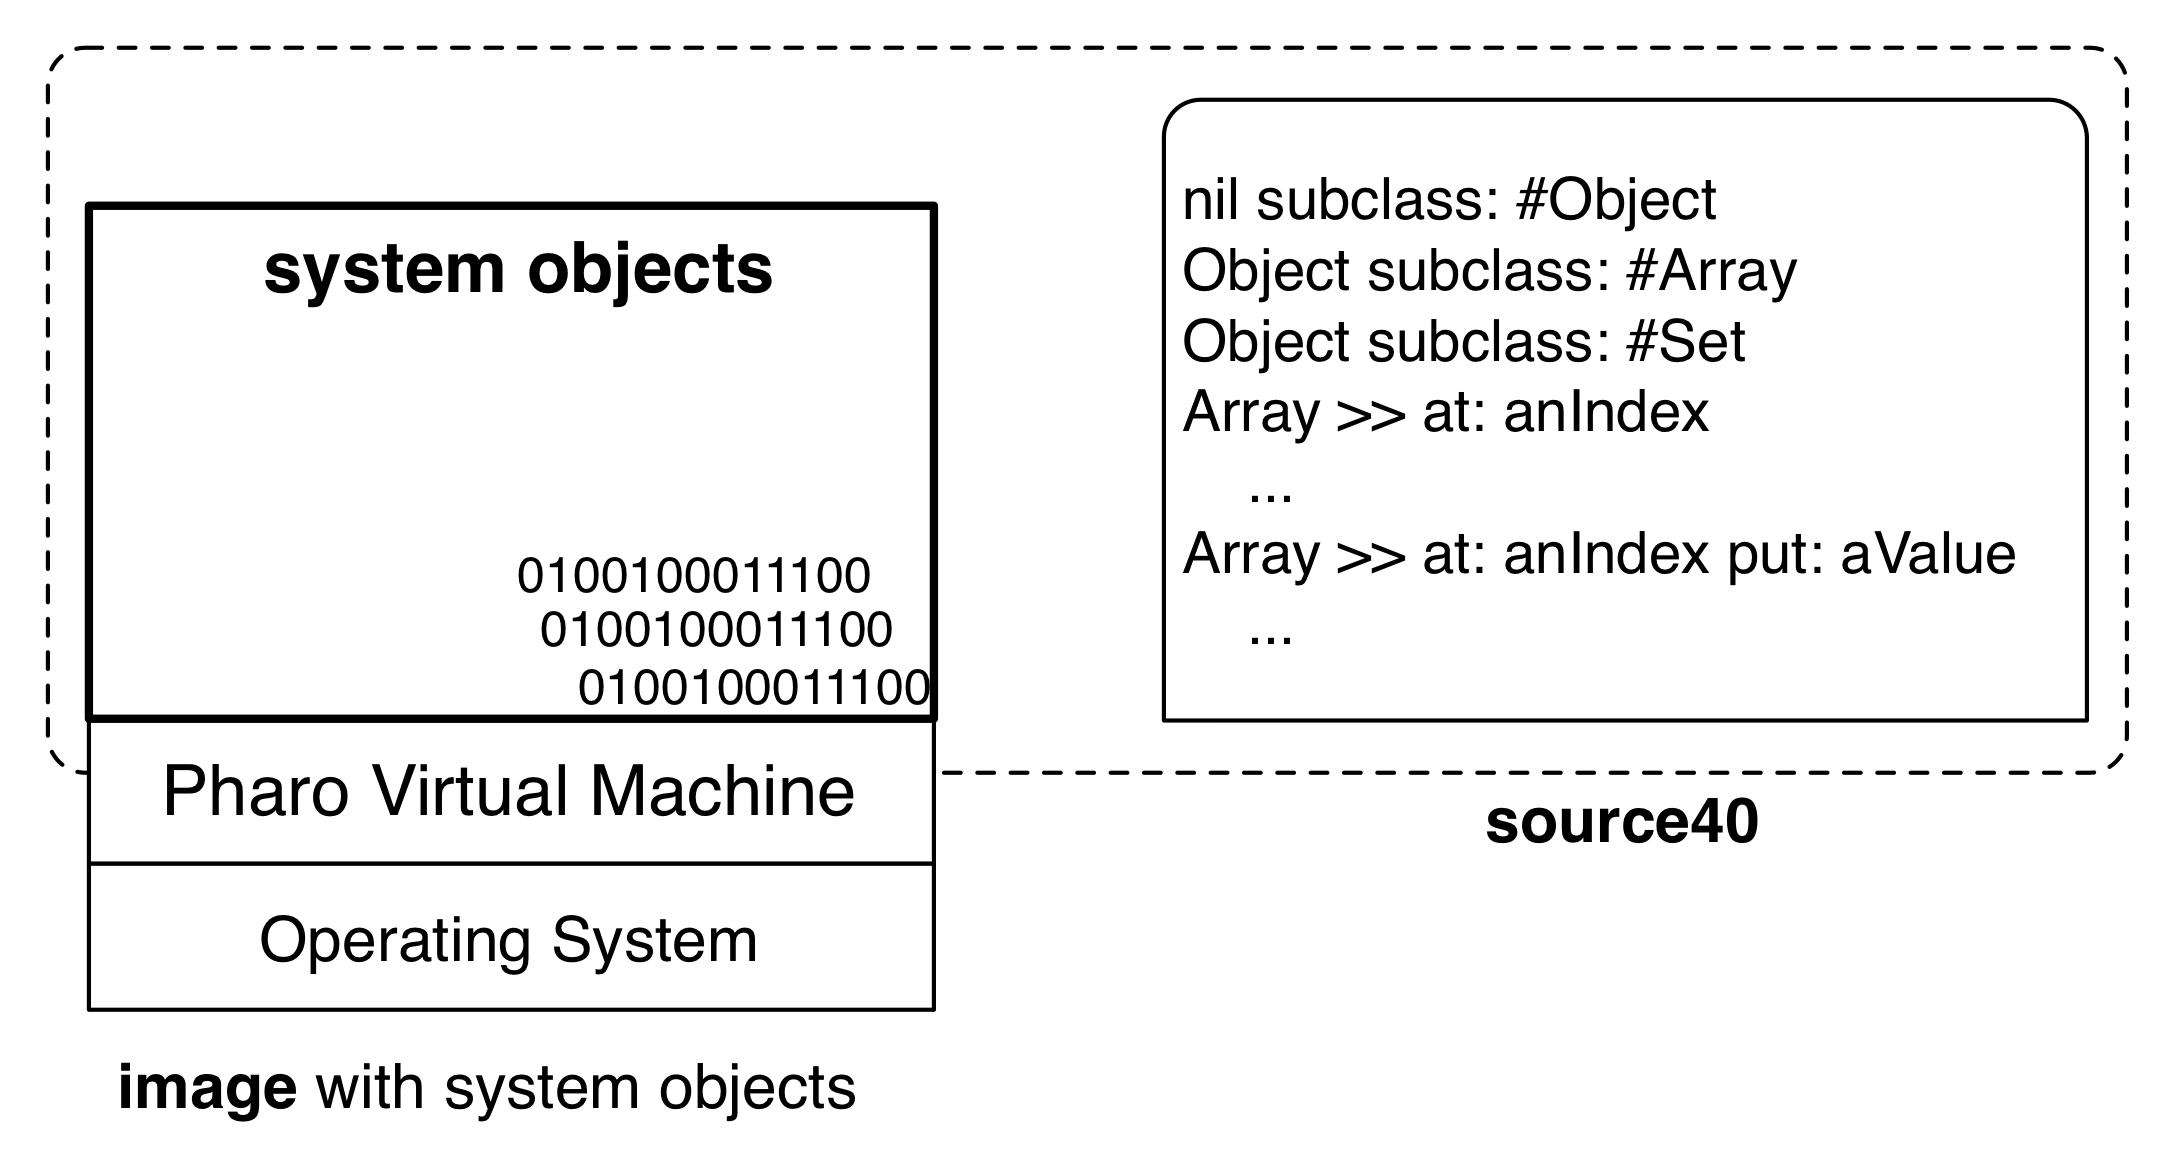 system objects
0100100011100
0100100011100
0100100011100
Pharo Virtual Machine
Operating System
image with system objects
nil subclass: #Object
Object subclass: #Array
Object subclass: #Set
Array >> at: anIndex
...
Array >> at: anIndex put: aValue
...
source40